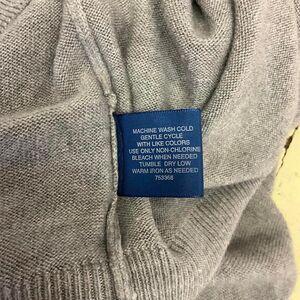 MACHINE WASH COLD
GENTLE CYCLE
WITH LIKE COLORS
USE ONLY NON-CHLORINE
BLEACH WHEN NEEDED
TUMBLE DRY LOW
WARM IRON AS NEEDED
753368